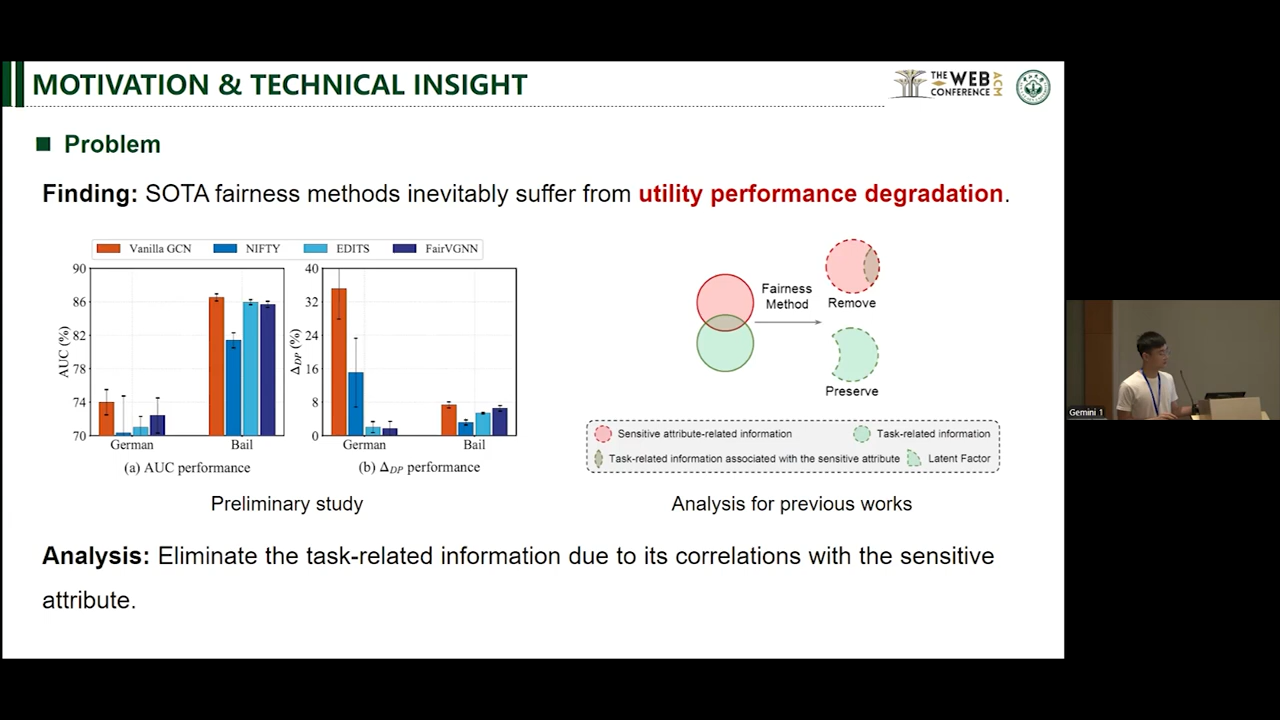 MOTIVATION & TECHNICAL INSIGHT
THE WEB CONFERENCE ACM
Problem
Finding: SOTA fairness methods inevitably suffer from utility performance degradation.
Vanilla GCN NIFTY EDITS FairVGNN
90
86
82
78
74
70
AUC (%)
German Bail
(a) AUC performance
40
32
24
16
8
0
Δ_DP (%)
German Bail
(b) Δ_DP performance
Preliminary study
Fairness
Method
Remove
Preserve
Sensitive attribute-related information Task-related information
Task-related information associated with the sensitive attribute Latent Factor
Analysis for previous works
Analysis: Eliminate the task-related information due to its correlations with the sensitive
attribute.
Gemini 1